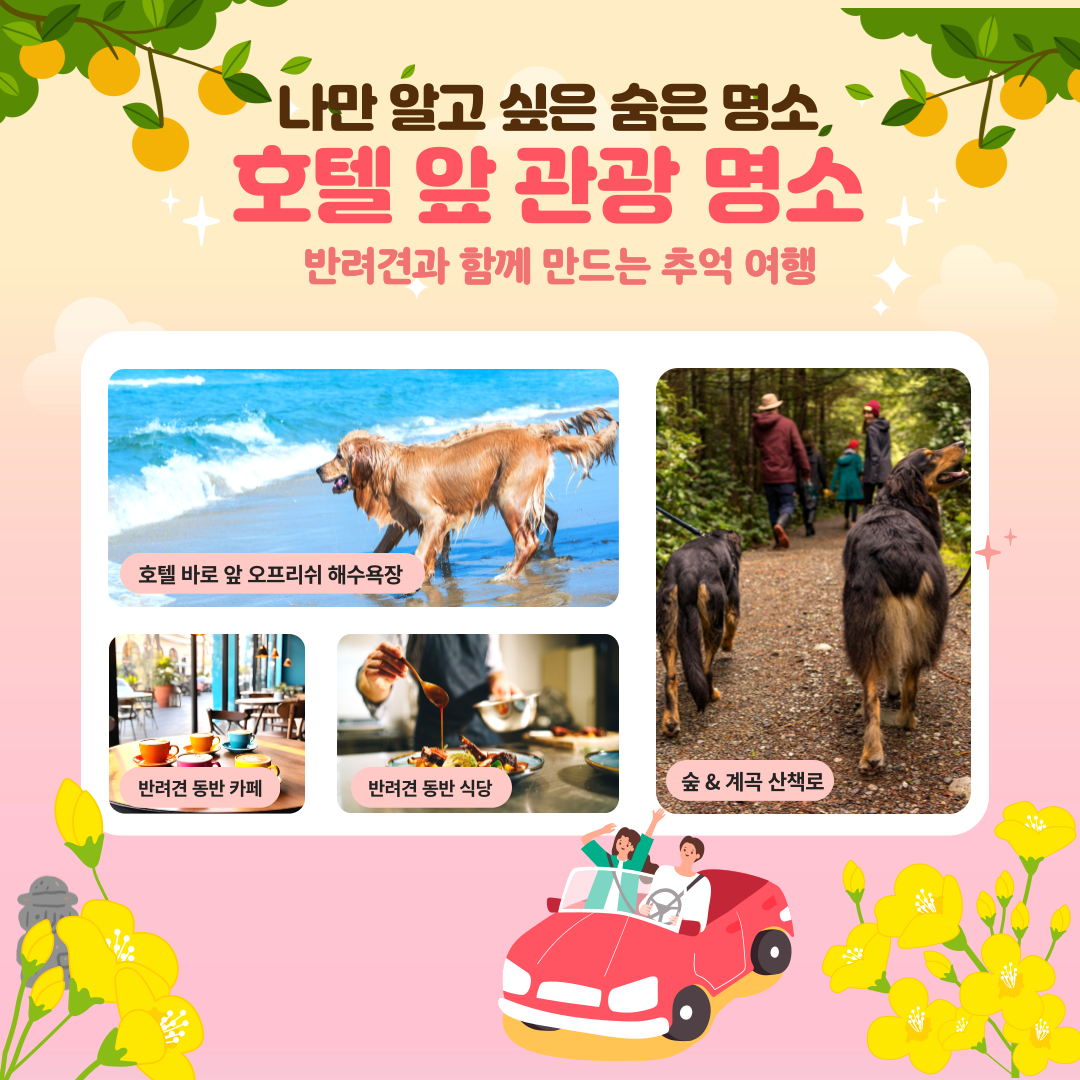 나만 알고 싶은 숨은 명소
호텔 앞 관광 명소
반려견과 함께 만드는 추억 여행
호텔 바로 앞 오프리쉬 해수욕장
반려견 동반 카페
반려견 동반 식당
숲 & 계곡 산책로